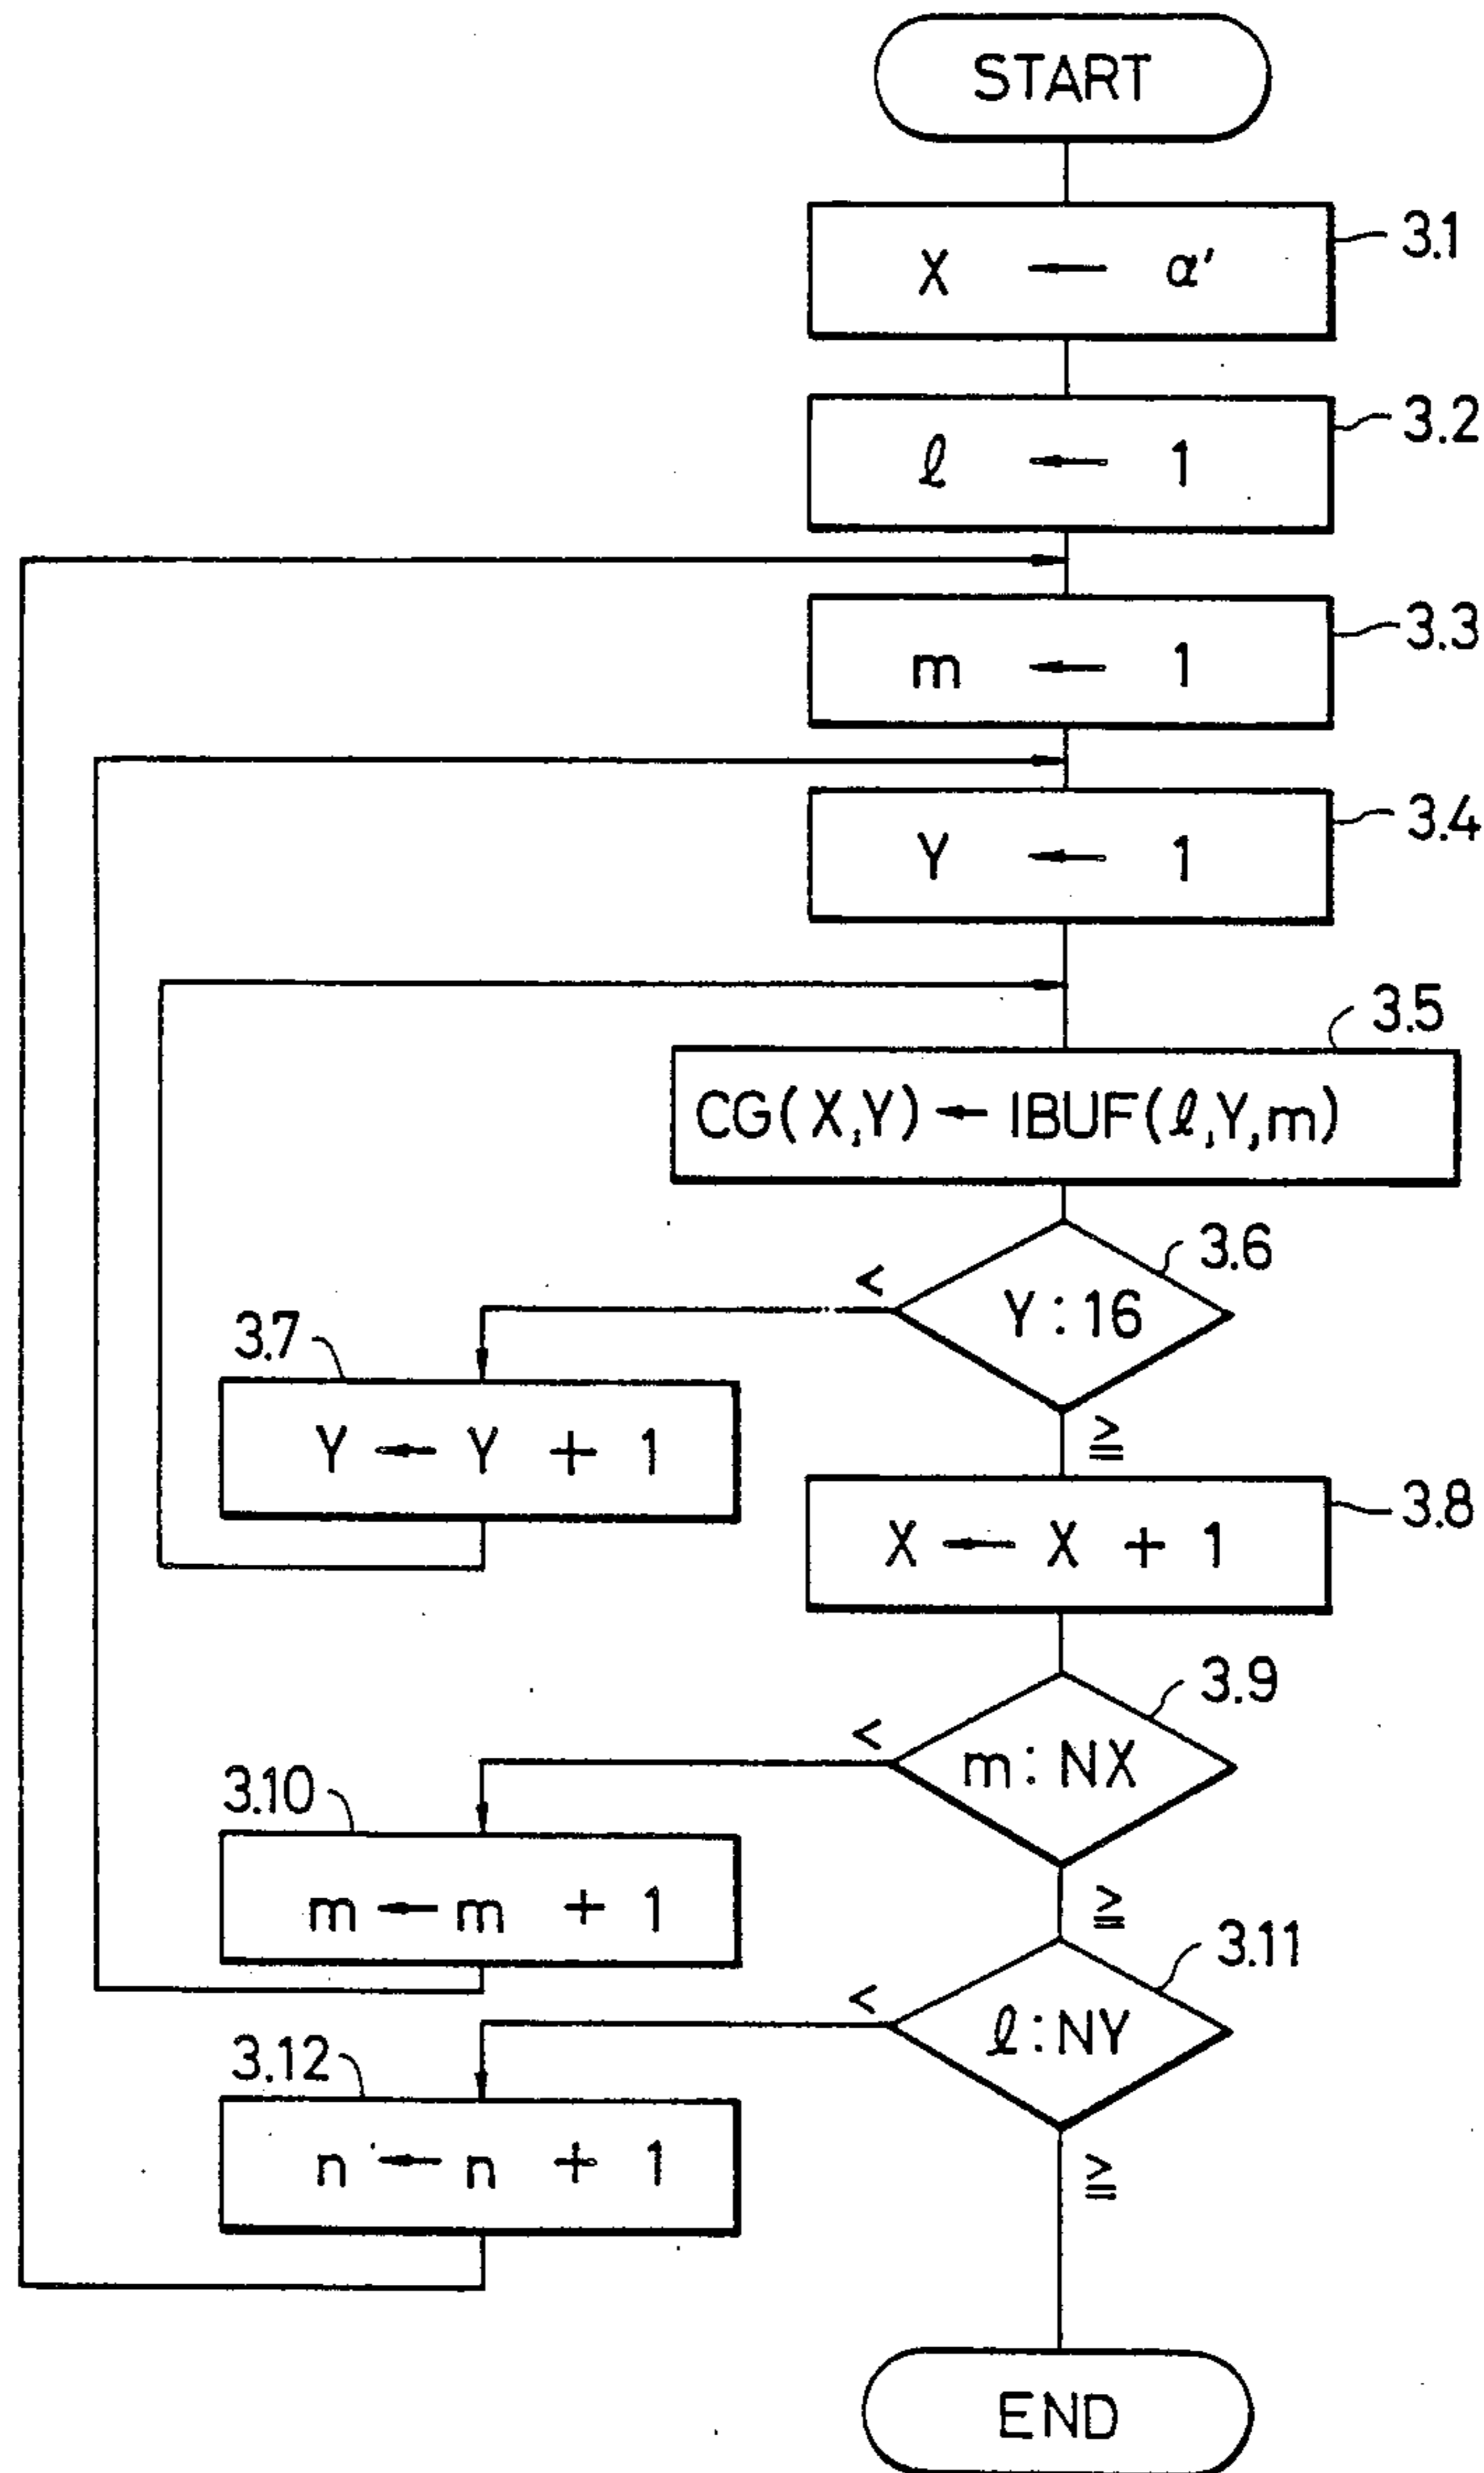 START
3.1
X ← α'
3.2
ℓ ← 1
3.3
m ← 1
3.4
Y ← 1
3.5
CG(X,Y) ← IBUF(ℓ,Y,m)
3.6
<
Y : 16
3.7
≧
Y ← Y + 1
3.8
X ← X + 1
3.9
<
m : NX
3.10
≧
m ← m + 1
3.11
<
ℓ : NY
3.12
≧
n ← n + 1
END